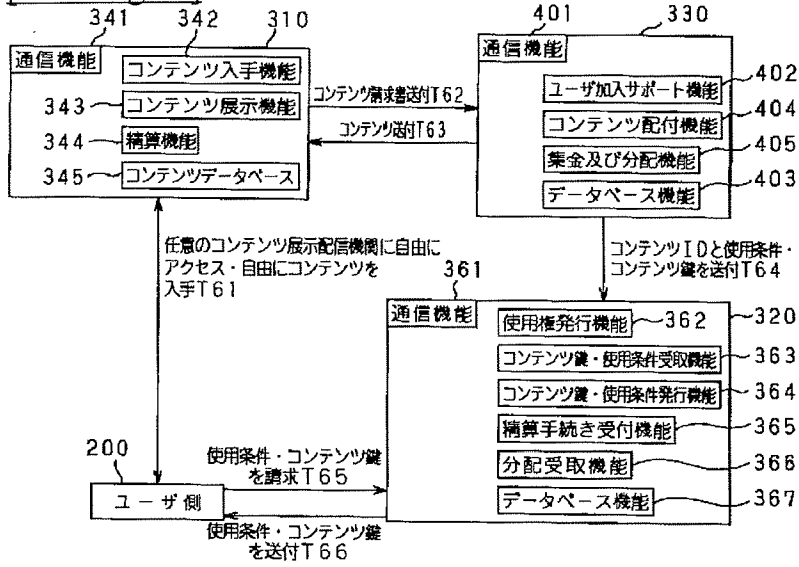 341
342
310
通信機能
コンテンツ入手機能
343
コンテンツ展示機能
344
精算機能
345
コンテンツデータベース
コンテンツ請求書送付T62
コンテンツ送付T63
401
330
通信機能
402
ユーザ加入サポート機能
404
コンテンツ配付機能
405
集金及び分配機能
403
データベース機能
任意のコンテンツ展示配信機関に自由に
アクセス・自由にコンテンツを
入手T61
コンテンツIDと使用条件・
コンテンツ鍵を送付T64
361
通信機能
320
使用権発行機能
362
コンテンツ鍵・使用条件受取機能
363
コンテンツ鍵・使用条件発行機能
364
精算手続き受付機能
365
分配受取機能
366
データベース機能
367
200
ユーザ側
使用条件・コンテンツ鍵
を請求T65
使用条件・コンテンツ鍵
を送付T66